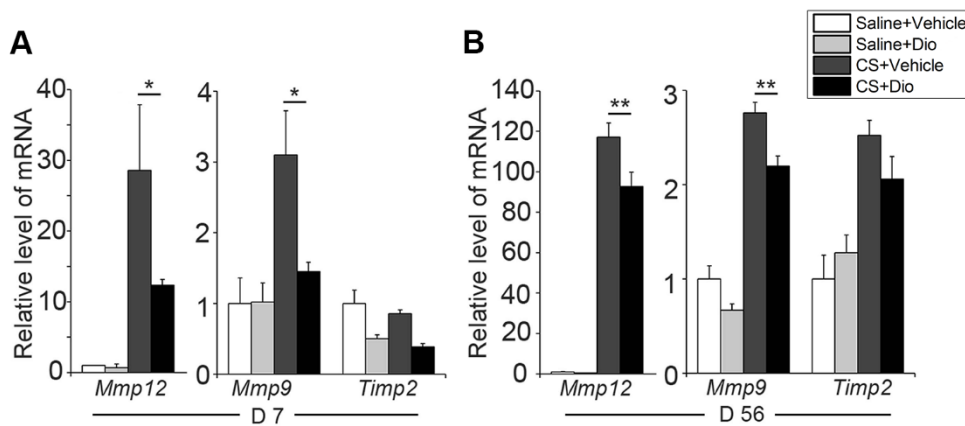 A
B
Saline+Vehicle
Saline+Dio
CS+Vehicle
CS+Dio
Relative level of mRNA
40
30
20
10
0
*
Mmp12
4
3
2
1
0
*
Mmp9
Timp2
D 7
Relative level of mRNA
140
120
100
80
60
40
20
0
**
Mmp12
3
2
1
0
**
Mmp9
Timp2
D 56